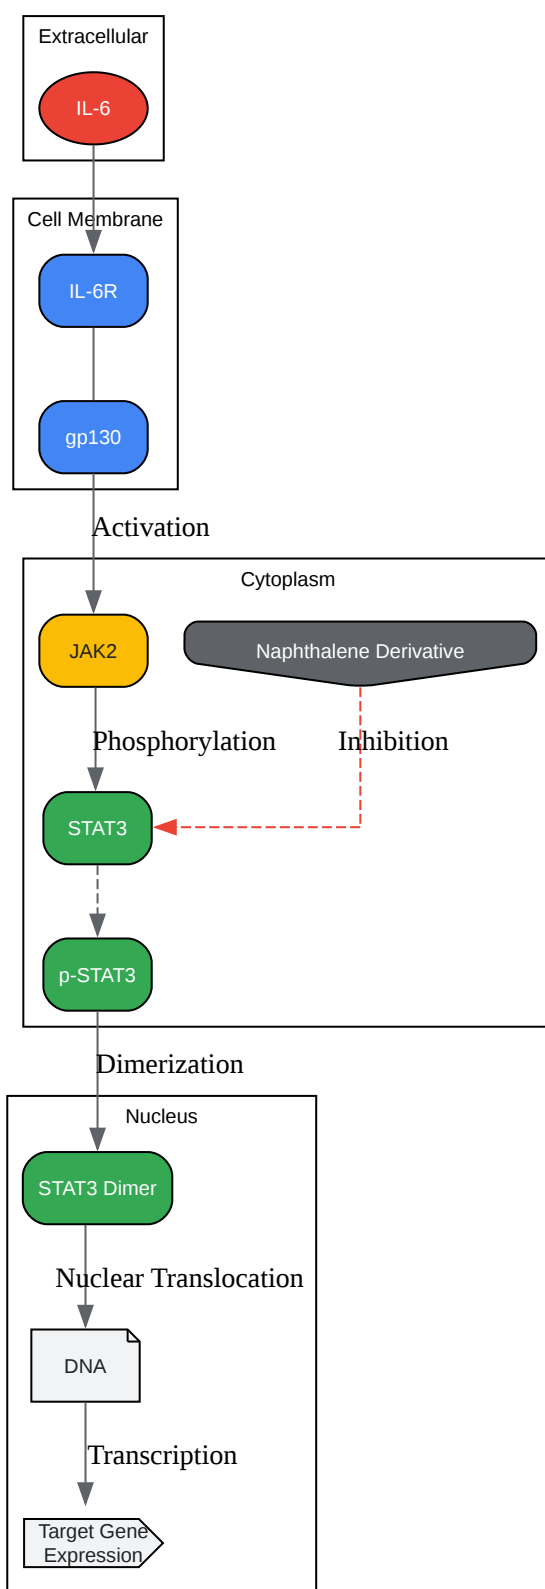 Extracellular
IL-6
Cell Membrane
IL-6R
gp130
Activation
Cytoplasm
JAK2
Naphthalene Derivative
Phosphorylation
Inhibition
STAT3
p-STAT3
Dimerization
Nucleus
STAT3 Dimer
Nuclear Translocation
DNA
Transcription
Target Gene
Expression